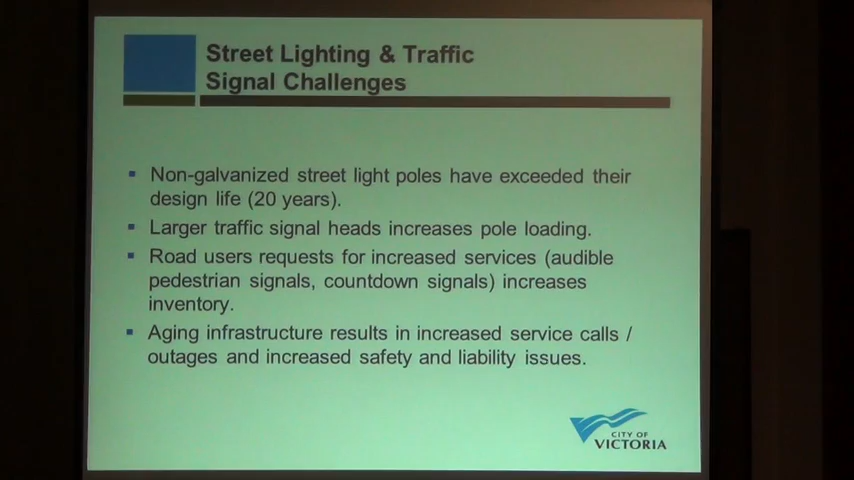 Street Lighting & Traffic
Signal Challenges
Non-galvanized street light poles have exceeded their
design life (20 years).
Larger traffic signal heads increases pole loading.
Road users requests for increased services (audible
pedestrian signals, countdown signals) increases
inventory.
Aging infrastructure results in increased service calls /
outages and increased safety and liability issues.
CITY OF
VICTORIA